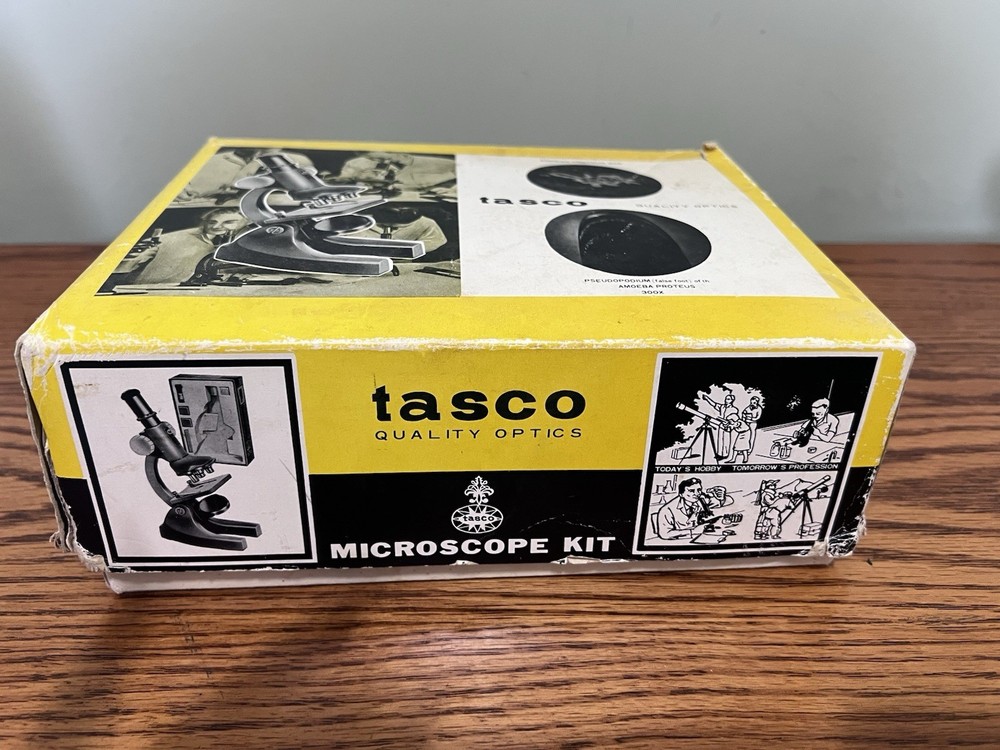 tasco
QUALITY OPTICS
PSEUDOPODIUM (false foot) of th
AMOEBA PROTEUS
300X
tasco
QUALITY OPTICS
tasco
MICROSCOPE KIT
TODAY'S HOBBY TOMORROW'S PROFESSION